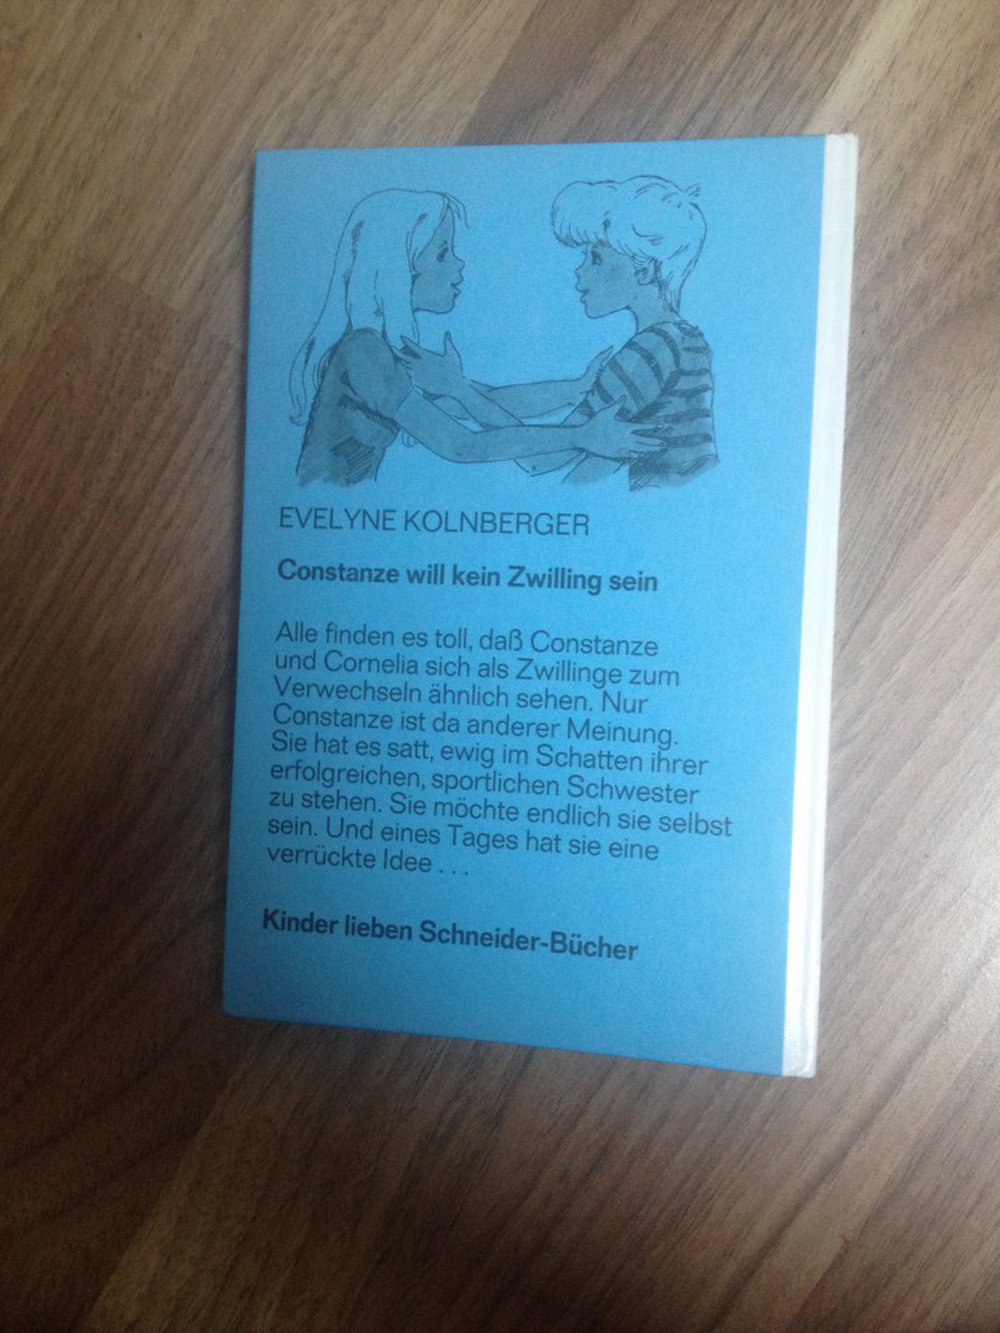 EVELYNE KOLNBERGER
Constanze will kein Zwilling sein
Alle finden es toll, daß Constanze
und Cornelia sich als Zwillinge zum
Verwechseln ähnlich sehen. Nur
Constanze ist da anderer Meinung.
Sie hat es satt, ewig im Schatten ihrer
erfolgreichen, sportlichen Schwester
zu stehen. Sie möchte endlich sie selbst
sein. Und eines Tages hat sie eine
verrückte Idee . . .
Kinder lieben Schneider-Bücher